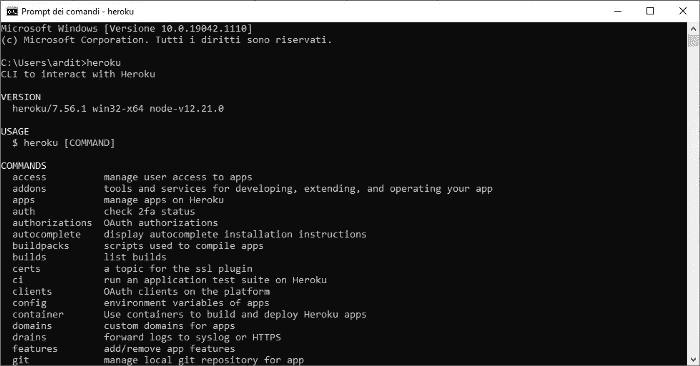 Prompt dei comandi - heroku
Microsoft Windows [Versione 10.0.19042.1110]
(c) Microsoft Corporation. Tutti i diritti sono riservati.
C:\Users\ardit>heroku
CLI to interact with Heroku
VERSION
heroku/7.56.1 win32-x64 node-v12.21.0
USAGE
$ heroku [COMMAND]
COMMANDS
access manage user access to apps
addons tools and services for developing, extending, and operating your app
apps manage apps on Heroku
auth check 2fa status
authorizations OAuth authorizations
autocomplete display autocomplete installation instructions
buildpacks scripts used to compile apps
builds list builds
certs a topic for the ssl plugin
ci run an application test suite on Heroku
clients OAuth clients on the platform
config environment variables of apps
container Use containers to build and deploy Heroku apps
domains custom domains for apps
drains forward logs to syslog or HTTPS
features add/remove app features
git manage local git repository for app